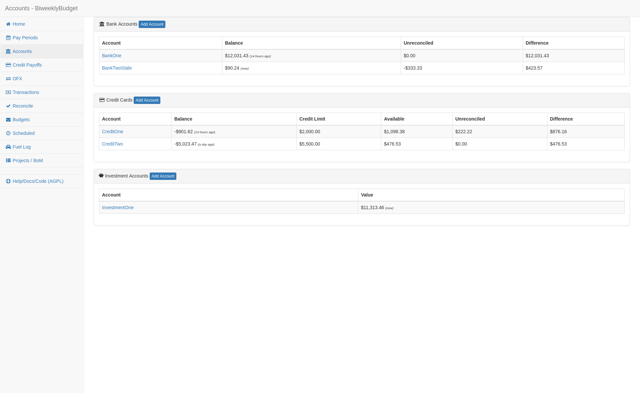 Accounts - BiweeklyBudget
Home
Pay Periods
Accounts
Credit Payoffs
OFX
Transactions
Reconcile
Budgets
Scheduled
Fuel Log
Projects / BoM
Help/Docs/Code (AGPL)
Bank Accounts Add Account
Account Balance Unreconciled Difference
BankOne $12,031.43 (14 hours ago) $0.00 $12,031.43
BankTwoStale $90.24 (now) -$333.33 $423.57
Credit Cards Add Account
Account Balance Credit Limit Available Unreconciled Difference
CreditOne -$901.62 (13 hours ago) $2,000.00 $1,098.38 $222.22 $876.16
CreditTwo -$5,023.47 (a day ago) $5,500.00 $476.53 $0.00 $476.53
Investment Accounts Add Account
Account Value
InvestmentOne $11,313.46 (now)